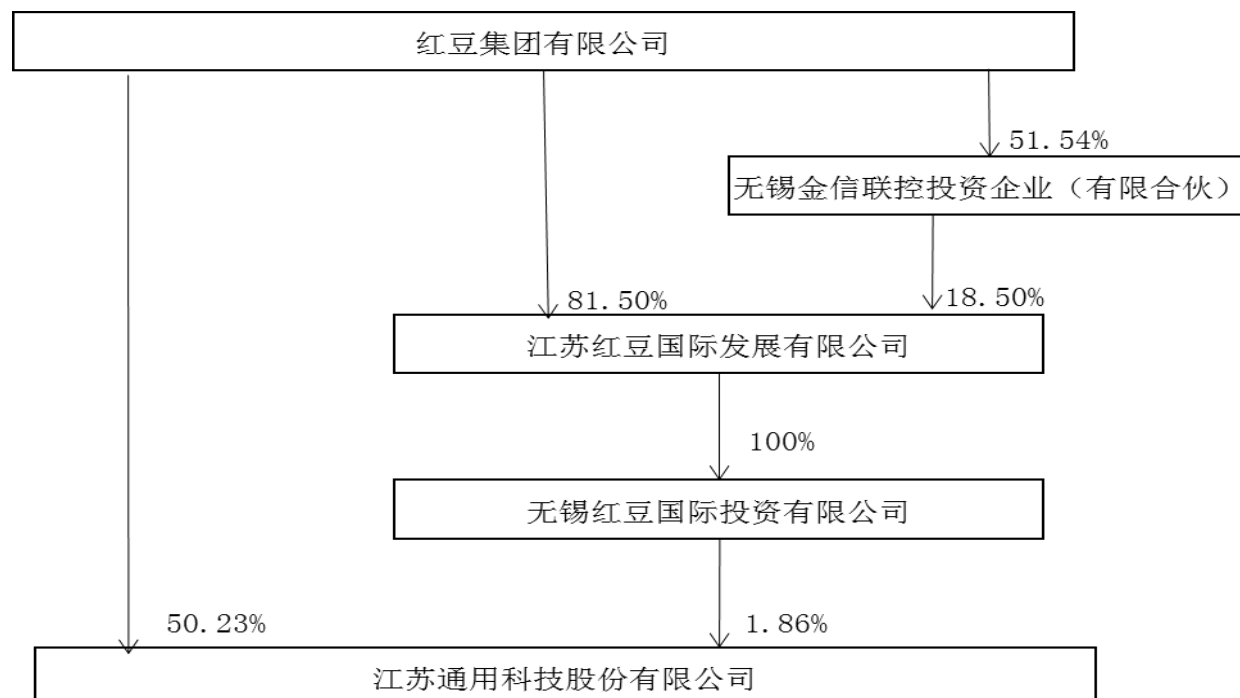 红豆集团有限公司
51.54%
无锡金信联控投资企业（有限合伙）
81.50%
18.50%
江苏红豆国际发展有限公司
100%
无锡红豆国际投资有限公司
50.23%
1.86%
江苏通用科技股份有限公司